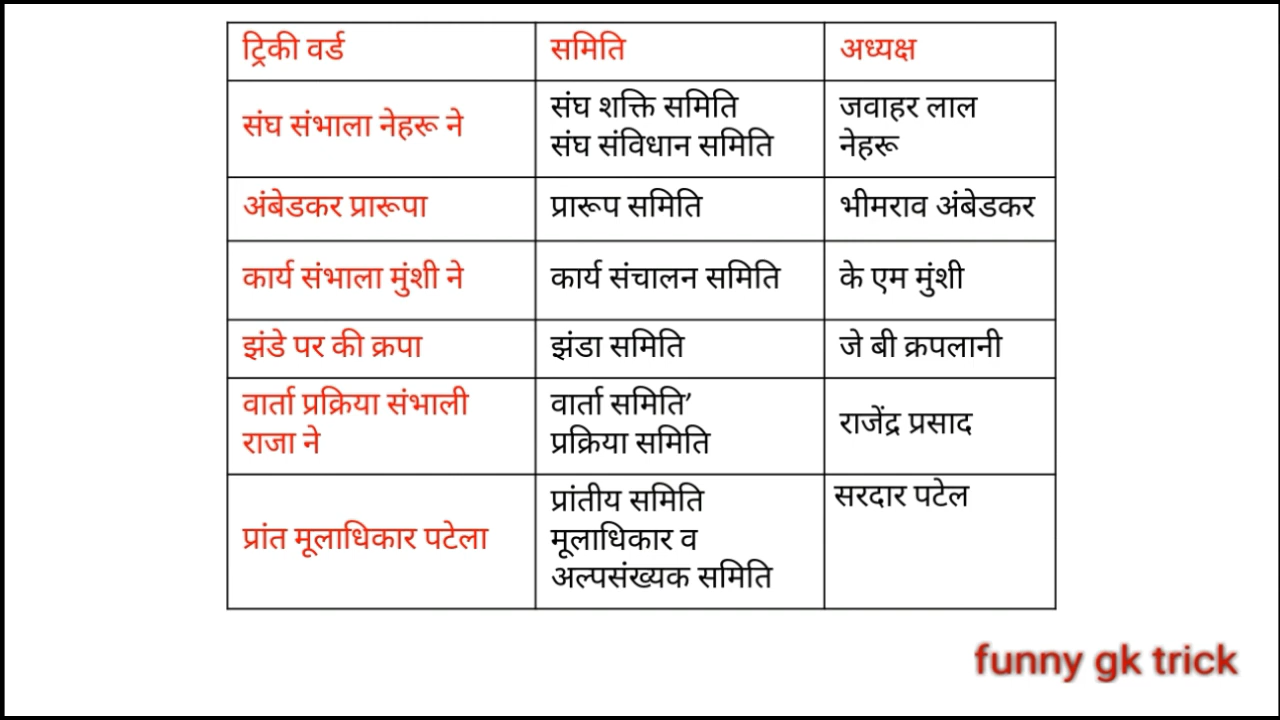 ट्रिकी वर्ड समिति अध्यक्ष
संघ संभाला नेहरू ने
संघ शक्ति समिति
संघ संविधान समिति
जवाहर लाल
नेहरू
अंबेडकर प्रारूपा
प्रारूप समिति
भीमराव अंबेडकर
कार्य संभाला मुंशी ने
कार्य संचालन समिति
के एम मुंशी
झंडे पर की क्रपा
झंडा समिति
जे बी क्रपलानी
वार्ता प्रक्रिया संभाली
राजा ने
वार्ता समिति’
प्रक्रिया समिति
राजेंद्र प्रसाद
प्रांत मूलाधिकार पटेला
प्रांतीय समिति
मूलाधिकार व
अल्पसंख्यक समिति
सरदार पटेल
funny gk trick